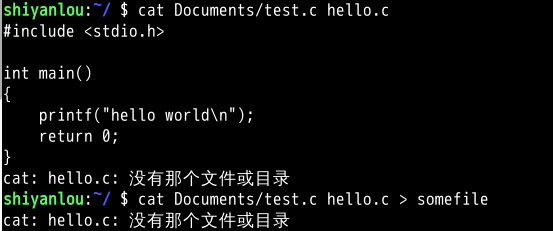 shiyanlou:~/ $ cat Documents/test.c hello.c
#include <stdio.h>
int main()
{
    printf("hello world\n");
    return 0;
}
cat: hello.c: 没有那个文件或目录
shiyanlou:~/ $ cat Documents/test.c hello.c > somefile
cat: hello.c: 没有那个文件或目录